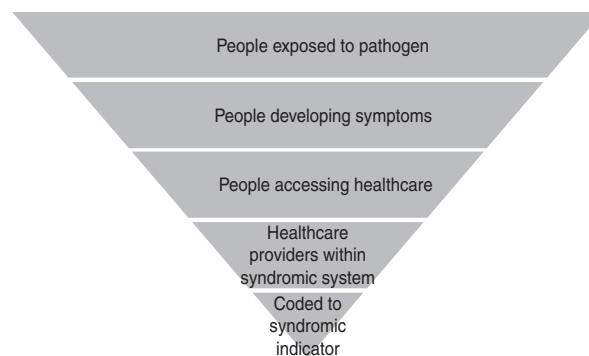 People exposed to pathogen
People developing symptoms
People accessing healthcare
Healthcare
providers within
syndromic system
Coded to
syndromic
indicator